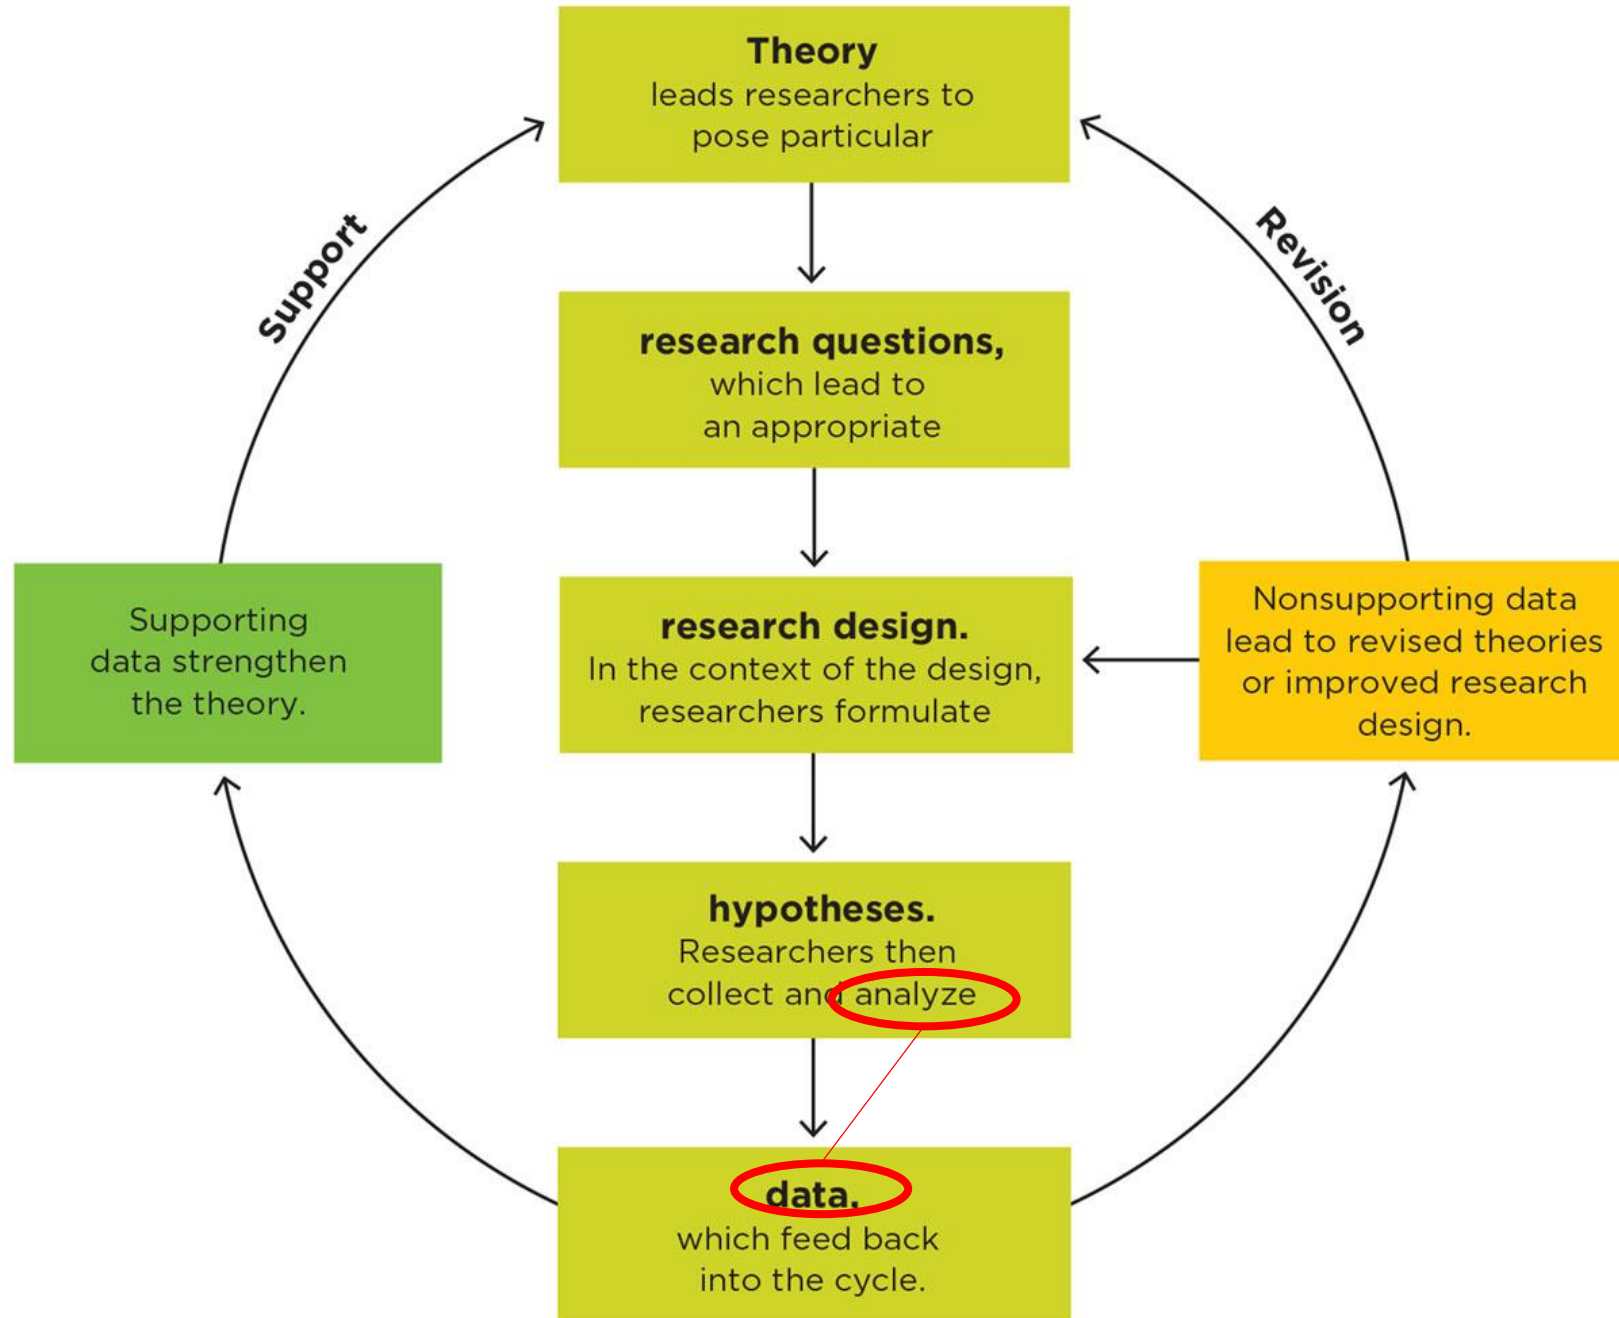 Theory
leads researchers to
pose particular
Support
Revision
research questions,
which lead to
an appropriate
Supporting
data strengthen
the theory.
research design.
In the context of the design,
researchers formulate
Nonsupporting data
lead to revised theories
or improved research
design.
hypotheses.
Researchers then
collect and analyze
data,
which feed back
into the cycle.